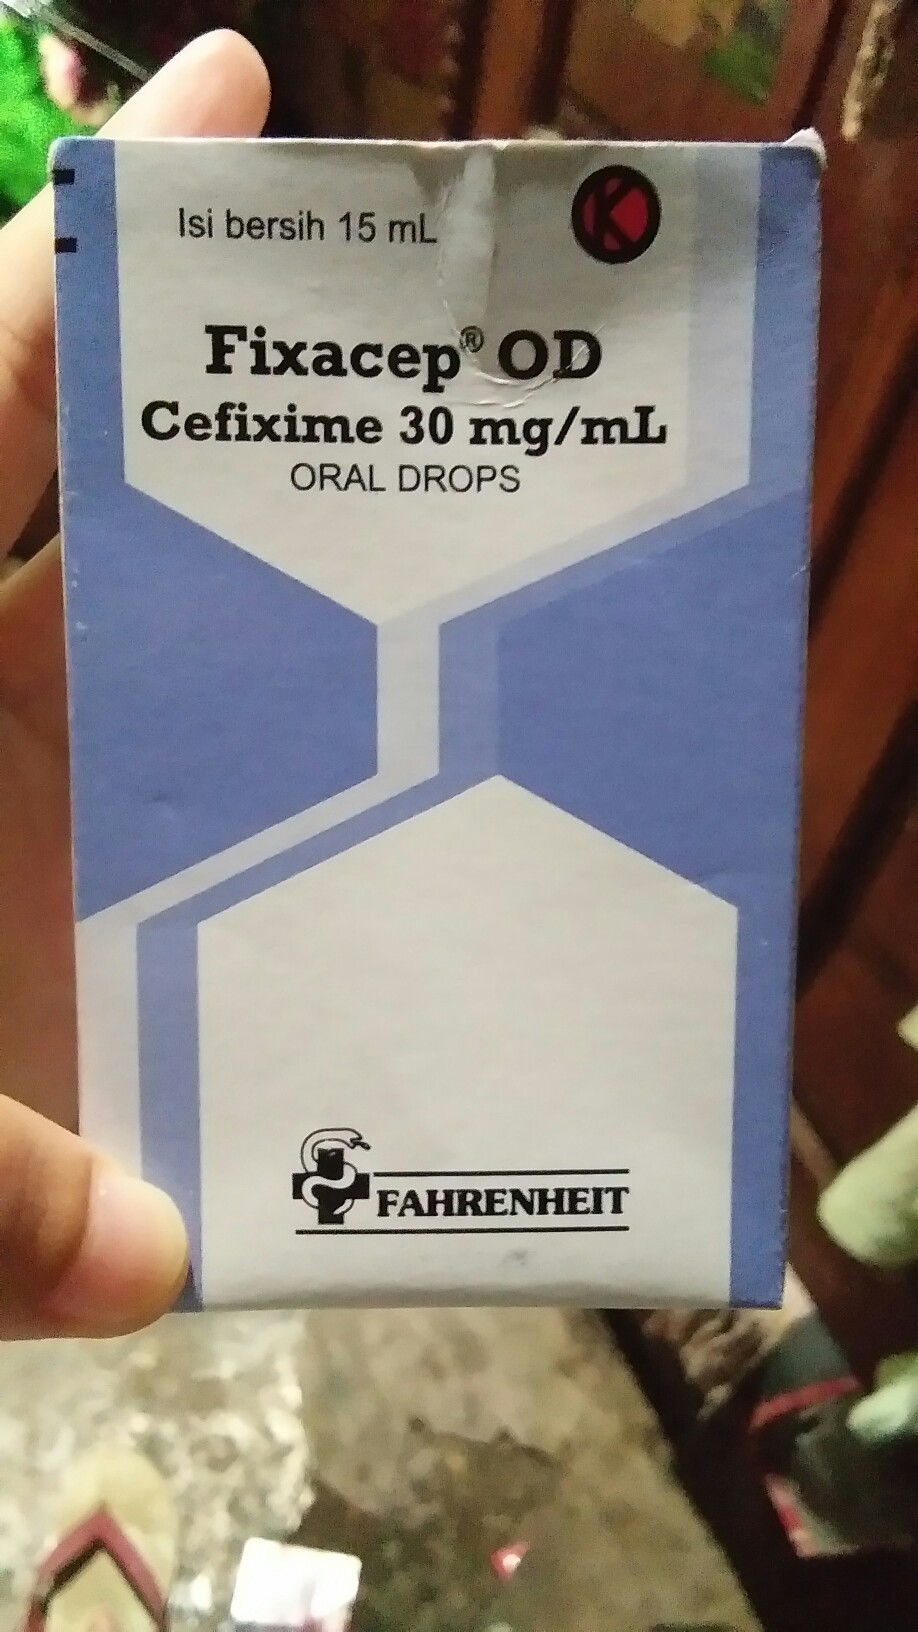 Isi bersih 15 mL
K
Fixacep® OD
Cefixime 30 mg/mL
ORAL DROPS
FAHRENHEIT